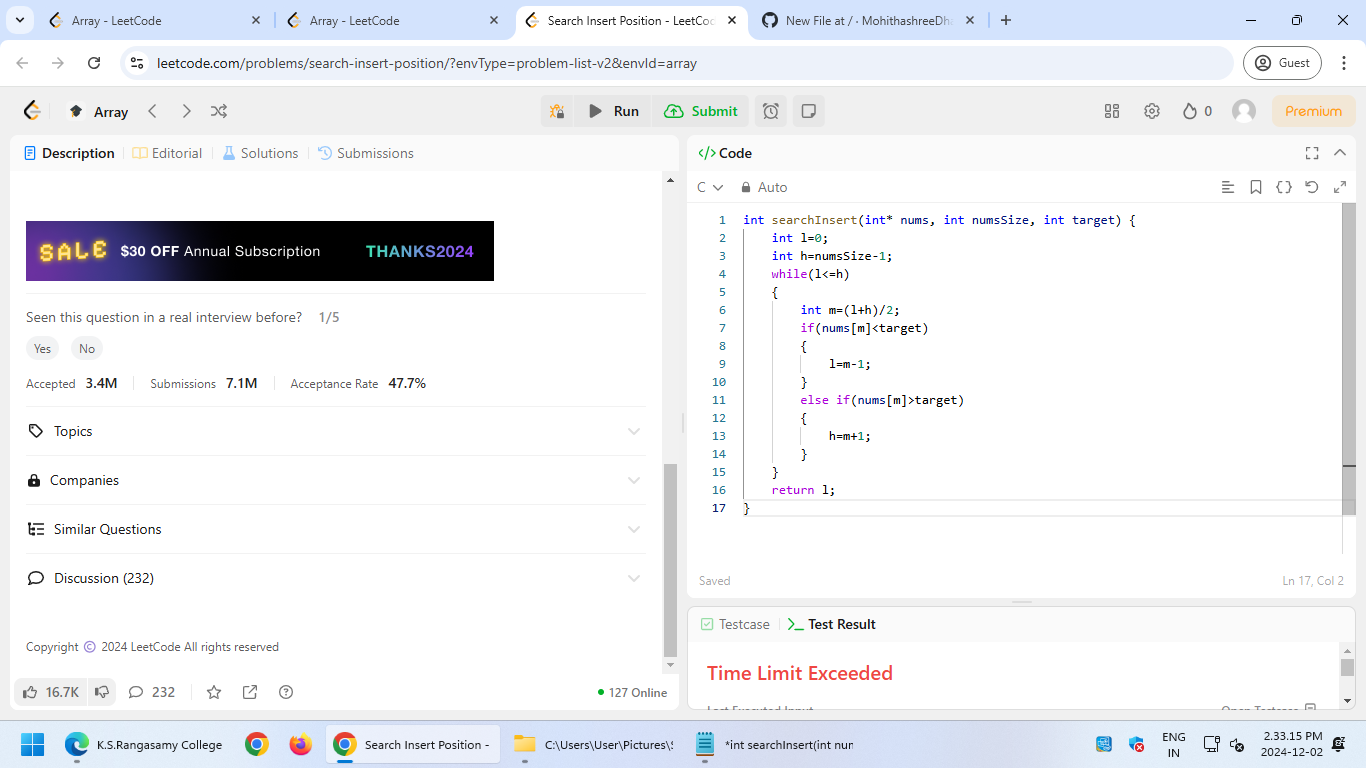 Array - LeetCode
Array - LeetCode
Search Insert Position - LeetCo
New File at / · MohithashreeDha
leetcode.com/problems/search-insert-position/?envType=problem-list-v2&envId=array
Guest
Array
Run
Submit
0
Premium
Description
Editorial
Solutions
Submissions
SALE $30 OFF Annual Subscription THANKS2024
Seen this question in a real interview before? 1/5
Yes No
Accepted 3.4M Submissions 7.1M Acceptance Rate 47.7%
Topics
Companies
Similar Questions
Discussion (232)
Copyright © 2024 LeetCode All rights reserved
16.7K 232 127 Online
</> Code
C Auto
1 int searchInsert(int* nums, int numsSize, int target) {
2 int l=0;
3 int h=numsSize-1;
4 while(l<=h)
5 {
6 int m=(l+h)/2;
7 if(nums[m]<target)
8 {
9 l=m-1;
10 }
11 else if(nums[m]>target)
12 {
13 h=m+1;
14 }
15 }
16 return l;
17 }
Saved Ln 17, Col 2
Testcase
Test Result
Time Limit Exceeded
Last Executed Input Open Testcase
K.S.Rangasamy College
Search Insert Position -
C:\Users\User\Pictures\S
*int searchInsert(int nun
ENG
IN
2.33.15 PM
2024-12-02